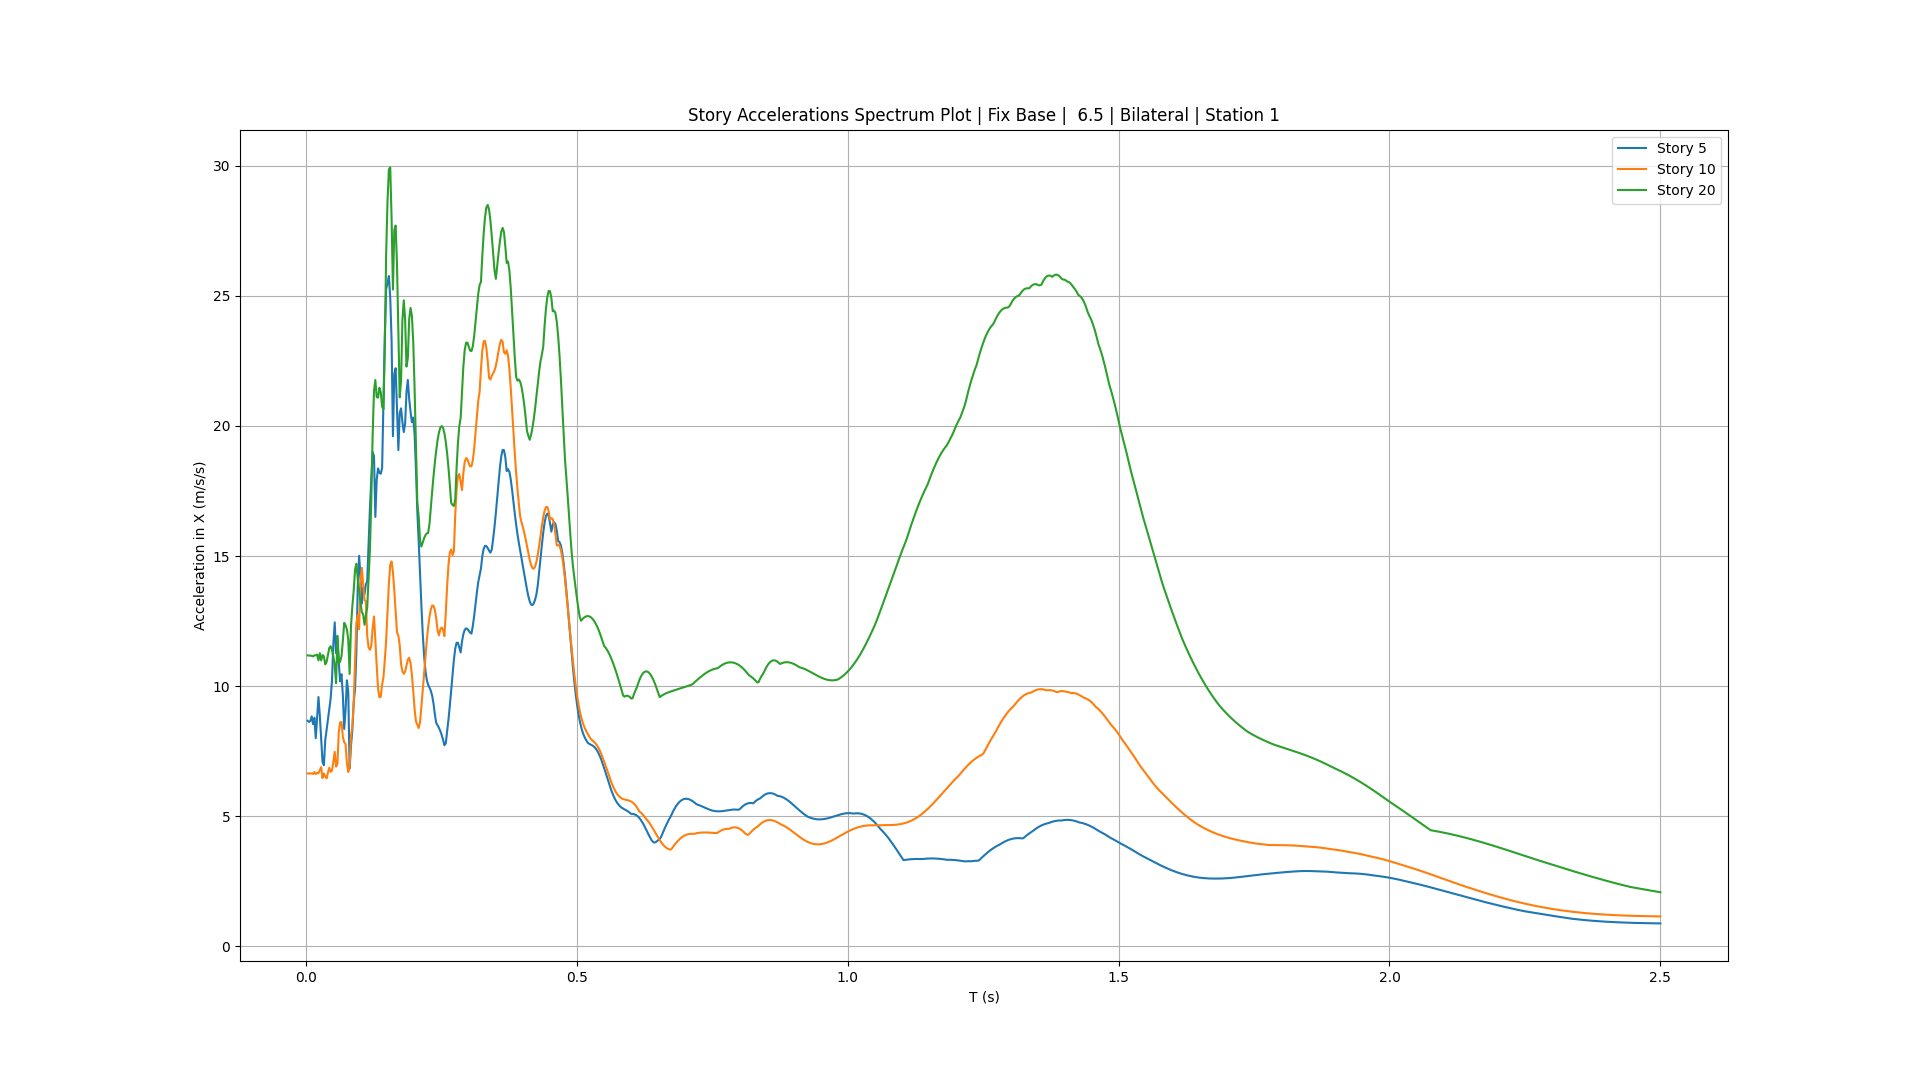 Story Accelerations Spectrum Plot | Fix Base |  6.5 | Bilateral | Station 1
Story 5
Story 10
Story 20
30
25
20
15
10
5
0
Acceleration in X (m/s/s)
0.0 0.5 1.0 1.5 2.0 2.5
T (s)